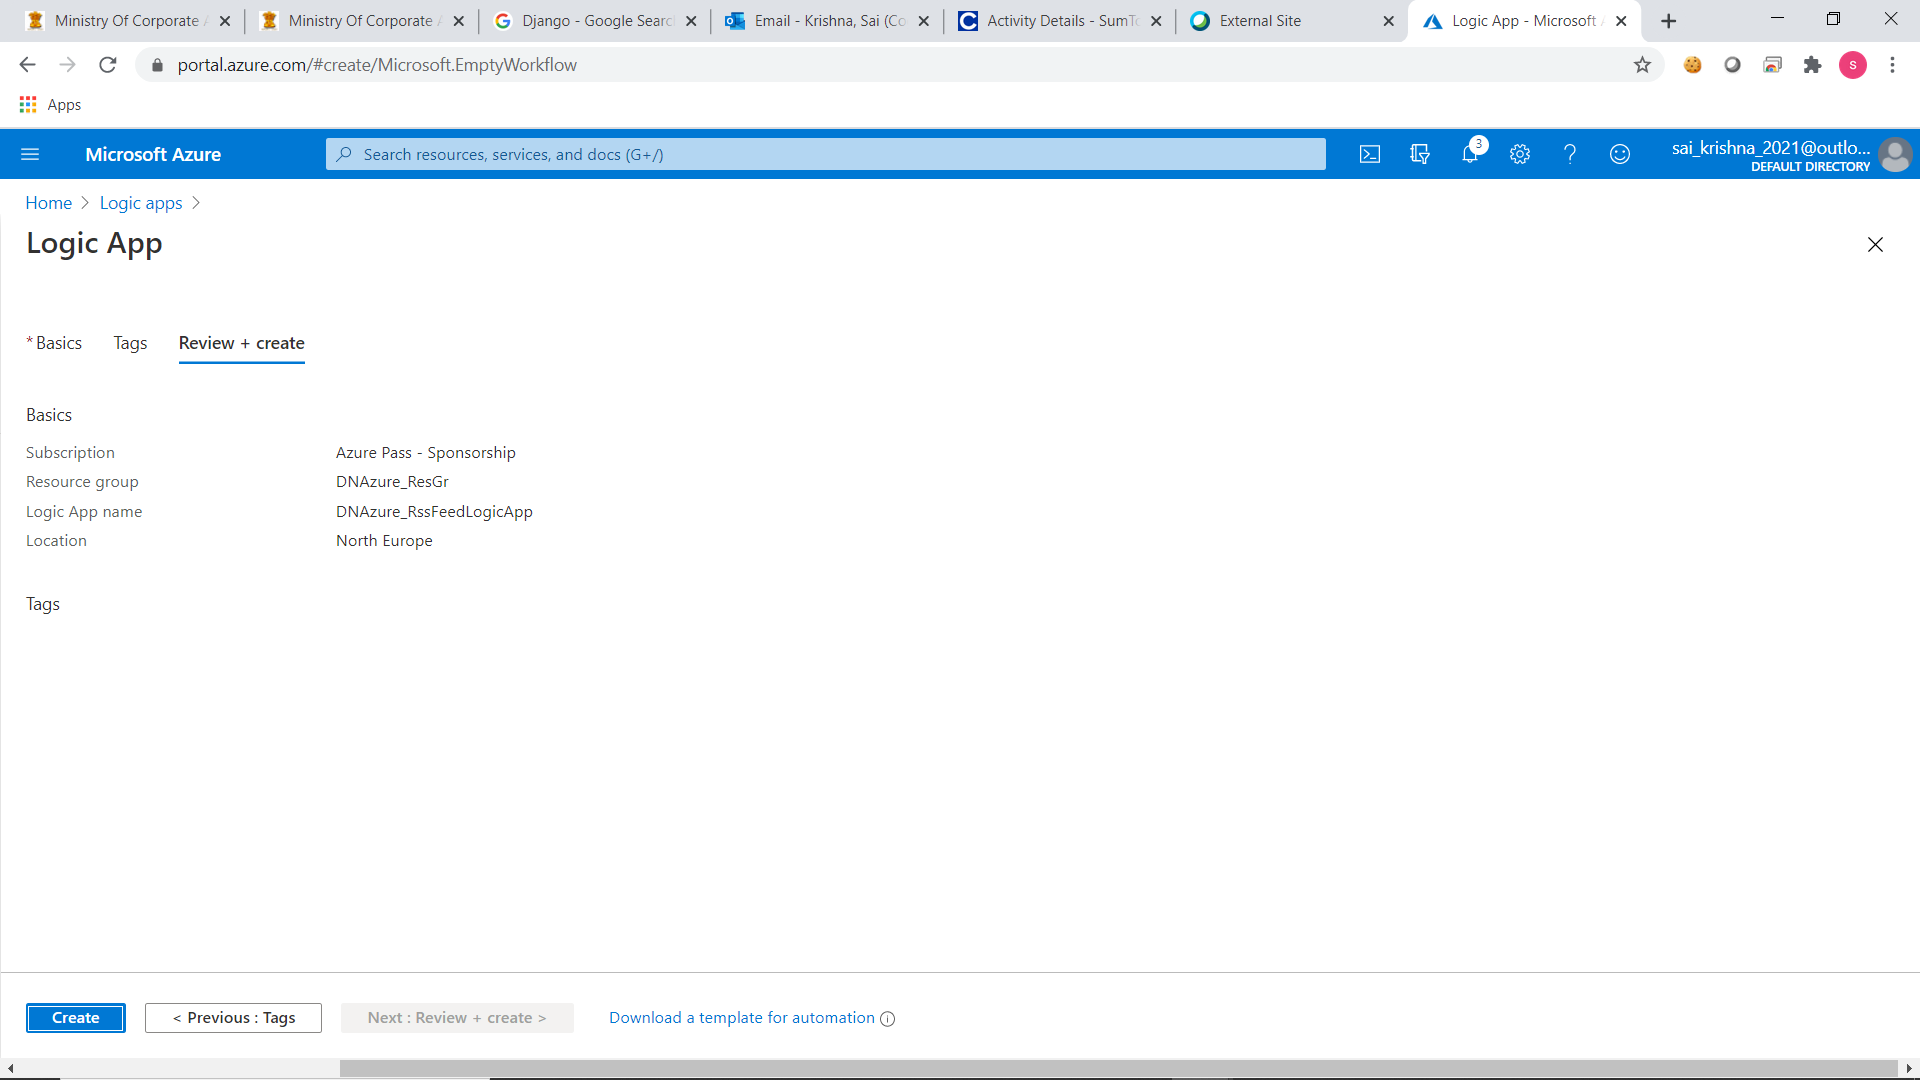 Ministry Of Corporate A
Ministry Of Corporate A
Django - Google Searc
Email - Krishna, Sai (Co
Activity Details - SumTo
External Site
Logic App - Microsoft A
portal.azure.com/#create/Microsoft.EmptyWorkflow
S
Apps
Microsoft Azure
Search resources, services, and docs (G+/)
3
sai_krishna_2021@outlo...
DEFAULT DIRECTORY
Home > Logic apps >
Logic App
* Basics
Tags
Review + create
Basics
Subscription Azure Pass - Sponsorship
Resource group DNAzure_ResGr
Logic App name DNAzure_RssFeedLogicApp
Location North Europe
Tags
Create
< Previous : Tags
Next : Review + create >
Download a template for automation